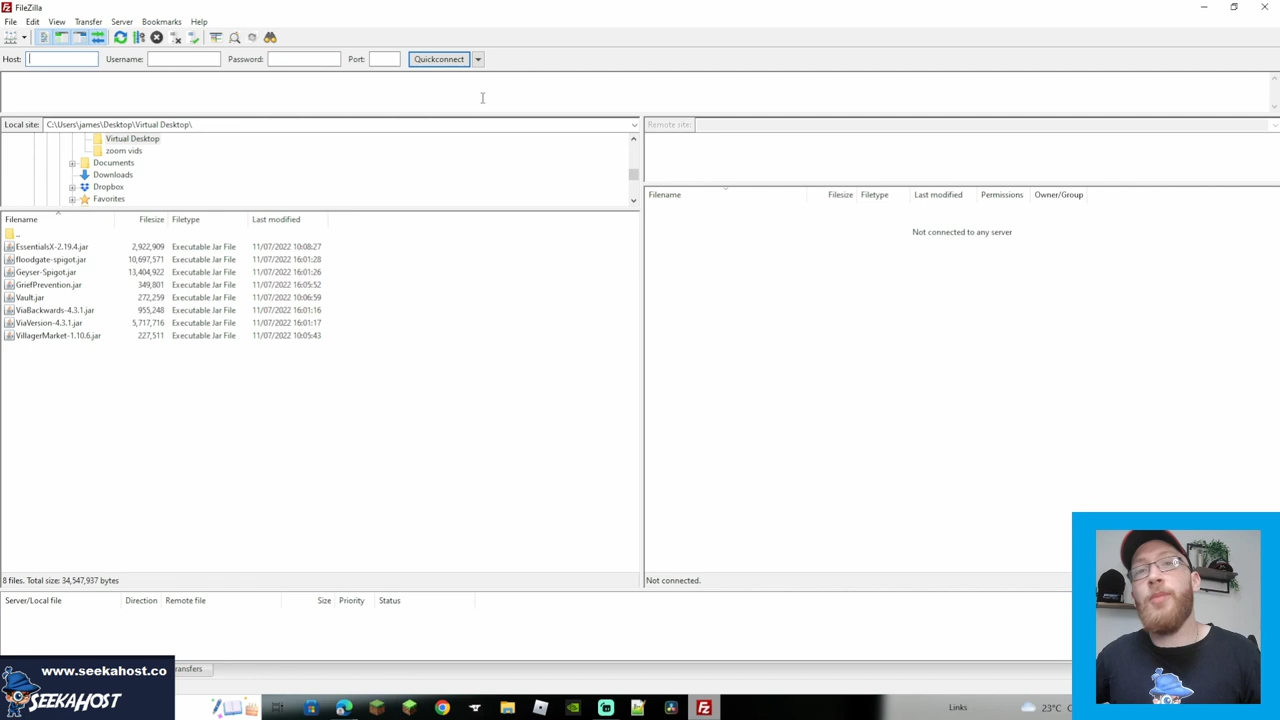 FileZilla
File Edit View Transfer Server Bookmarks Help
Host: Username: Password: Port: Quickconnect
Local site: C:\Users\james\Desktop\Virtual Desktop\
Remote site:
Virtual Desktop
zoom vids
Documents
Downloads
Dropbox
Favorites
Filename Filesize Filetype Last modified
..
EssentialsX-2.19.4.jar 2,922,909 Executable Jar File 11/07/2022 10:08:27
floodgate-spigot.jar 10,697,571 Executable Jar File 11/07/2022 16:01:28
Geyser-Spigot.jar 13,404,922 Executable Jar File 11/07/2022 16:01:26
GriefPrevention.jar 349,801 Executable Jar File 11/07/2022 16:05:52
Vault.jar 272,259 Executable Jar File 11/07/2022 10:06:59
ViaBackwards-4.3.1.jar 955,248 Executable Jar File 11/07/2022 16:01:16
ViaVersion-4.3.1.jar 5,717,716 Executable Jar File 11/07/2022 16:01:17
VillagerMarket-1.10.6.jar 227,511 Executable Jar File 11/07/2022 10:05:43
8 files. Total size: 34,547,937 bytes
Filename Filesize Filetype Last modified Permissions Owner/Group
Not connected to any server
Not connected.
Server/Local file Direction Remote file Size Priority Status
www.seekahost.co
SEEKAHOST
Links 23°C